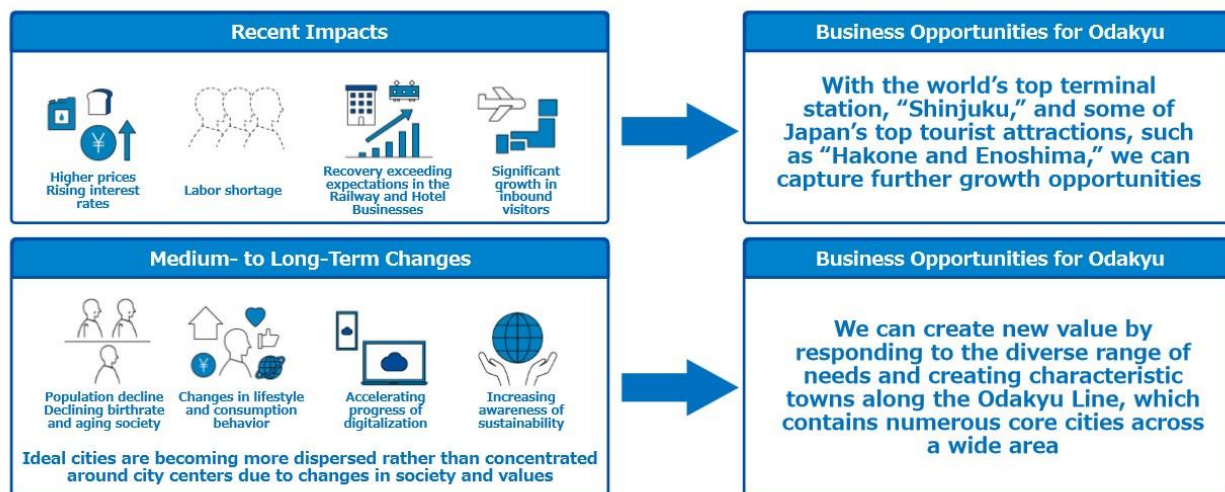 Recent Impacts
¥
Higher prices
Rising interest
rates
Labor shortage
Recovery exceeding
expectations in the
Railway and Hotel
Businesses
Significant
growth in
inbound
visitors
Business Opportunities for Odakyu
With the world’s top terminal
station, “Shinjuku,” and some of
Japan’s top tourist attractions, such
as “Hakone and Enoshima,” we can
capture further growth opportunities
Medium- to Long-Term Changes
Population decline
Declining birthrate
and aging society
¥
Changes in lifestyle
and consumption
behavior
Accelerating
progress of
digitalization
Increasing
awareness of
sustainability
Ideal cities are becoming more dispersed rather than concentrated
around city centers due to changes in society and values
Business Opportunities for Odakyu
We can create new value by
responding to the diverse range of
needs and creating characteristic
towns along the Odakyu Line, which
contains numerous core cities across
a wide area